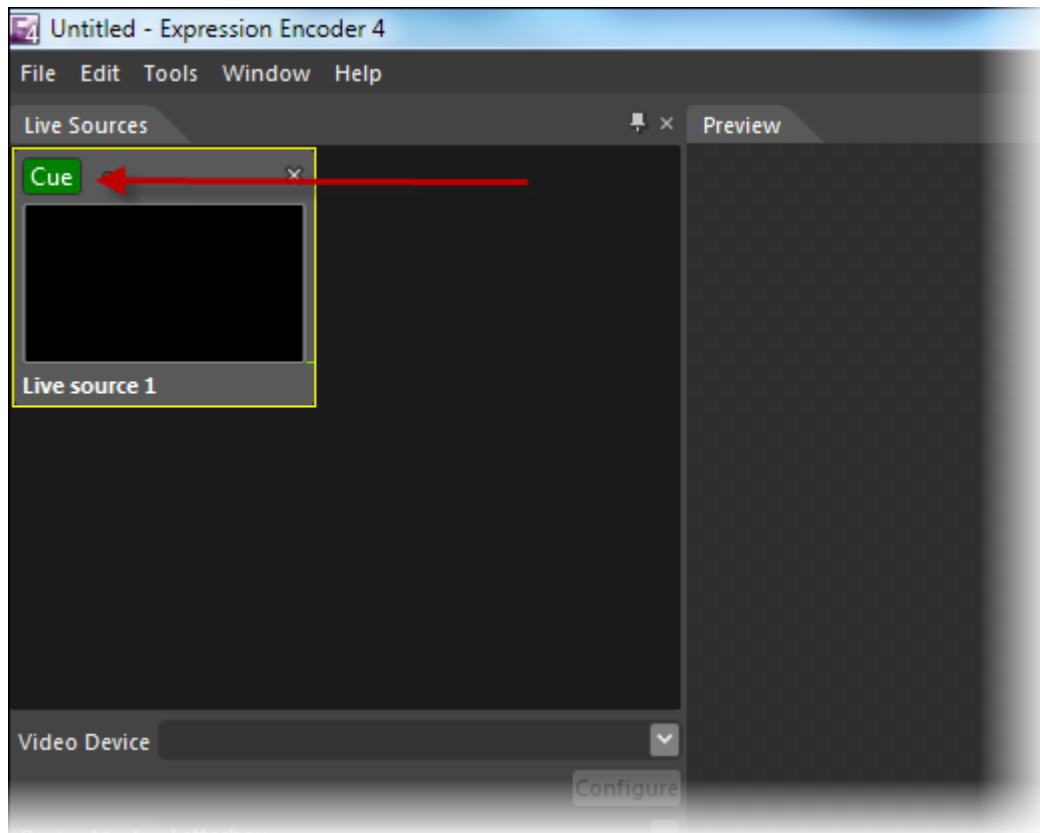 Untitled - Expression Encoder 4
File Edit Tools Window Help
Live Sources
Preview
Cue
Live source 1
Video Device
Configure